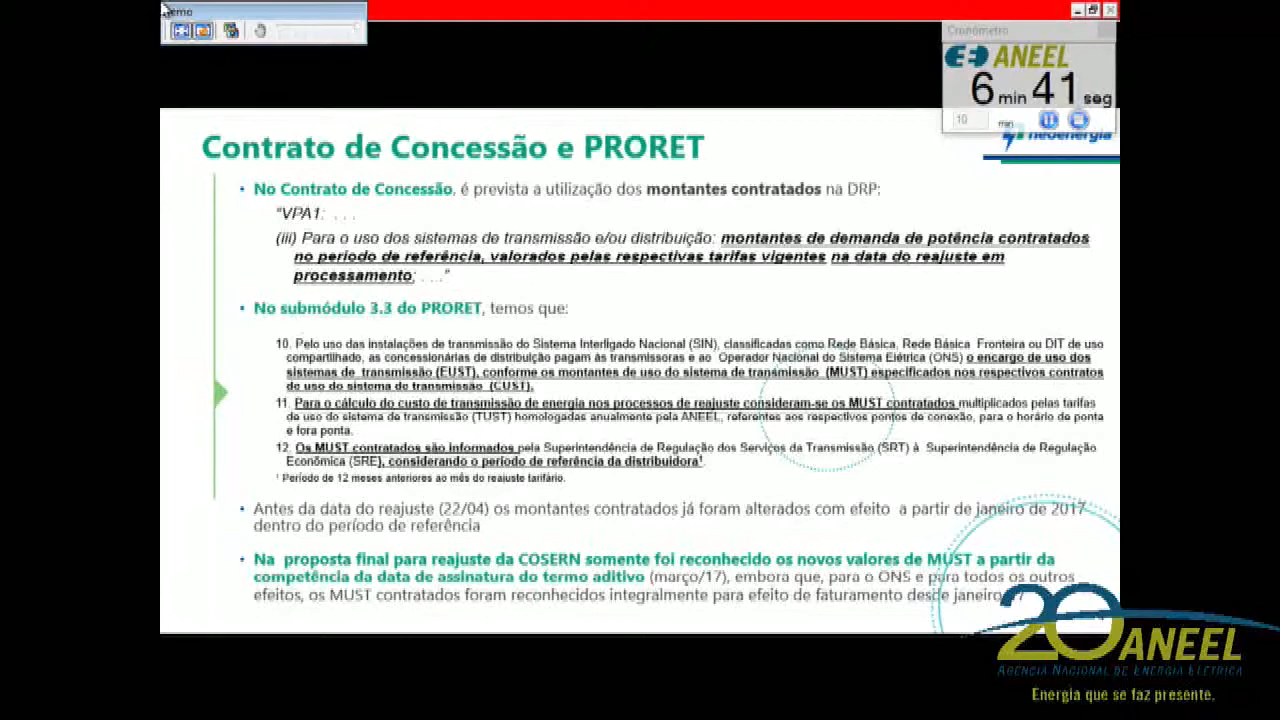 emo
Cronômetro
ANEEL
6 min 41 seg
10 min
neoenergia
Contrato de Concessão e PRORET
• No Contrato de Concessão, é prevista a utilização dos montantes contratados na DRP:
"VPA1: . . .
(iii) Para o uso dos sistemas de transmissão e/ou distribuição: montantes de demanda de potência contratados
no período de referência, valorados pelas respectivas tarifas vigentes na data do reajuste em
processamento; . . ."
• No submódulo 3.3 do PRORET, temos que:
10. Pelo uso das instalações de transmissão do Sistema Interligado Nacional (SIN), classificadas como Rede Básica, Rede Básica Fronteira ou DIT de uso
compartilhado, as concessionárias de distribuição pagam às transmissoras e ao Operador Nacional do Sistema Elétrica (ONS) o encargo de uso dos
sistemas de transmissão (EUST), conforme os montantes de uso do sistema de transmissão (MUST) especificados nos respectivos contratos
de uso do sistema de transmissão (CUST).
11. Para o cálculo do custo de transmissão de energia nos processos de reajuste consideram-se os MUST contratados multiplicados pelas tarifas
de uso do sistema de transmissão (TUST) homologadas anualmente pela ANEEL, referentes aos respectivos pontos de conexão, para o horário de ponta
e fora ponta.
12. Os MUST contratados são informados pela Superintendência de Regulação dos Serviços da Transmissão (SRT) à Superintendência de Regulação
Econômica (SRE), considerando o período de referência da distribuidora¹.
¹ Período de 12 meses anteriores ao mês do reajuste tarifário.
• Antes da data do reajuste (22/04) os montantes contratados já foram alterados com efeito a partir de janeiro de 2017
dentro do período de referência
• Na proposta final para reajuste da COSERN somente foi reconhecido os novos valores de MUST a partir da
competência da data de assinatura do termo aditivo (março/17), embora que, para o ONS e para todos os outros
efeitos, os MUST contratados foram reconhecidos integralmente para efeito de faturamento desde janeiro/17
20 ANEEL
AGÊNCIA NACIONAL DE ENERGIA ELÉTRICA
Energia que se faz presente.